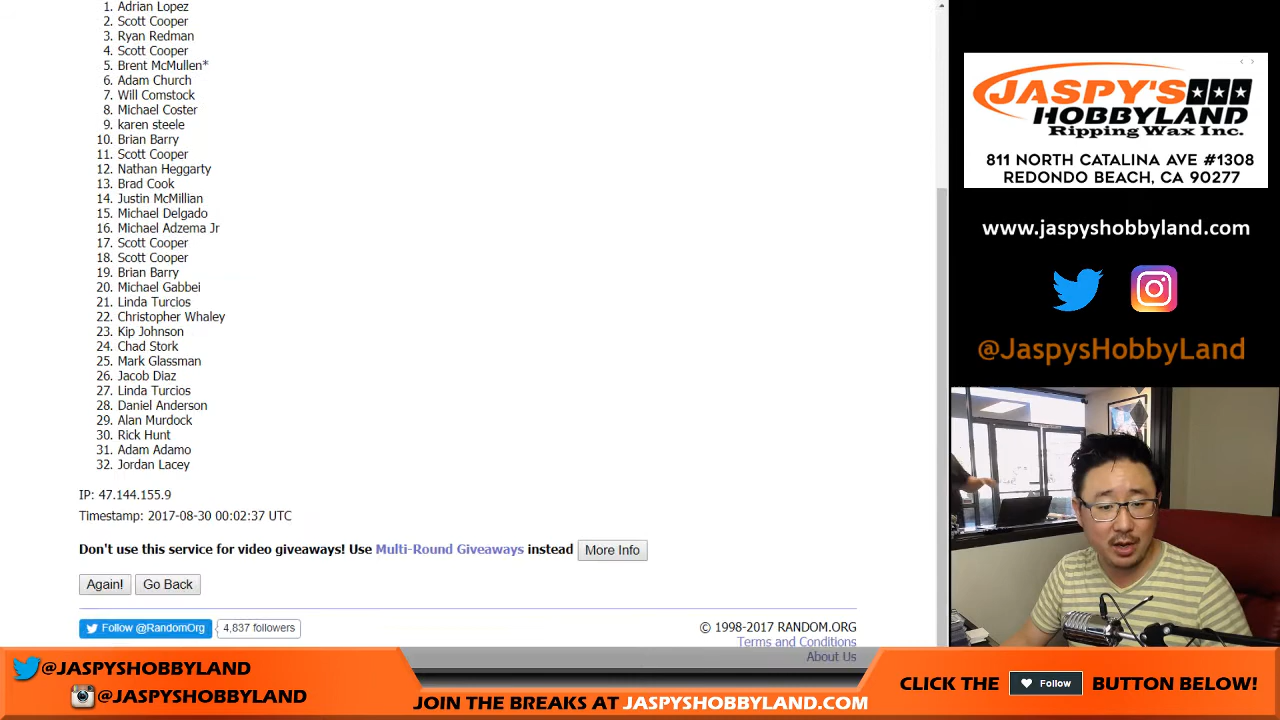 1. Adrian Lopez
2. Scott Cooper
3. Ryan Redman
4. Scott Cooper
5. Brent McMullen*
6. Adam Church
7. Will Comstock
8. Michael Coster
9. karen steele
10. Brian Barry
11. Scott Cooper
12. Nathan Heggarty
13. Brad Cook
14. Justin McMillian
15. Michael Delgado
16. Michael Adzema Jr
17. Scott Cooper
18. Scott Cooper
19. Brian Barry
20. Michael Gabbei
21. Linda Turcios
22. Christopher Whaley
23. Kip Johnson
24. Chad Stork
25. Mark Glassman
26. Jacob Diaz
27. Linda Turcios
28. Daniel Anderson
29. Alan Murdock
30. Rick Hunt
31. Adam Adamo
32. Jordan Lacey
IP: 47.144.155.9
Timestamp: 2017-08-30 00:02:37 UTC
Don't use this service for video giveaways! Use Multi-Round Giveaways instead More Info
Again! Go Back
Follow @RandomOrg 4,837 followers
© 1998-2017 RANDOM.ORG
Terms and Conditions
About Us
JASPY'S
HOBBYLAND
Ripping Wax Inc.
811 NORTH CATALINA AVE #1308
REDONDO BEACH, CA 90277
www.jaspyshobbyland.com
@JaspysHobbyLand
@JASPYSHOBBYLAND
@JASPYSHOBBYLAND
JOIN THE BREAKS AT JASPYSHOBBYLAND.COM
CLICK THE Follow BUTTON BELOW!